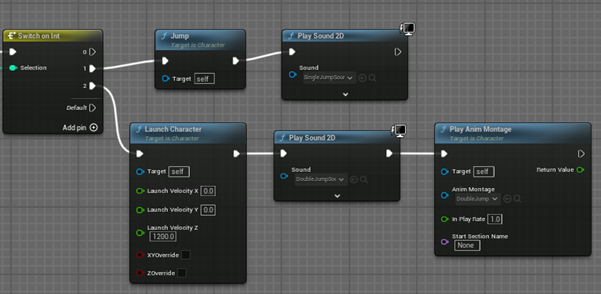 Switch on Int
0
Selection
1
2
Default
Add pin
Jump
Target is Character
Target self
Play Sound 2D
Sound
SingleJumpSour
Launch Character
Target is Character
Target self
Launch Velocity X 0.0
Launch Velocity Y 0.0
Launch Velocity Z
1200.0
XYOverride
ZOverride
Play Sound 2D
Sound
DoubleJumpSou
Play Anim Montage
Target is Character
Target self
Return Value
Anim Montage
DoubleJump
In Play Rate 1.0
Start Section Name
None